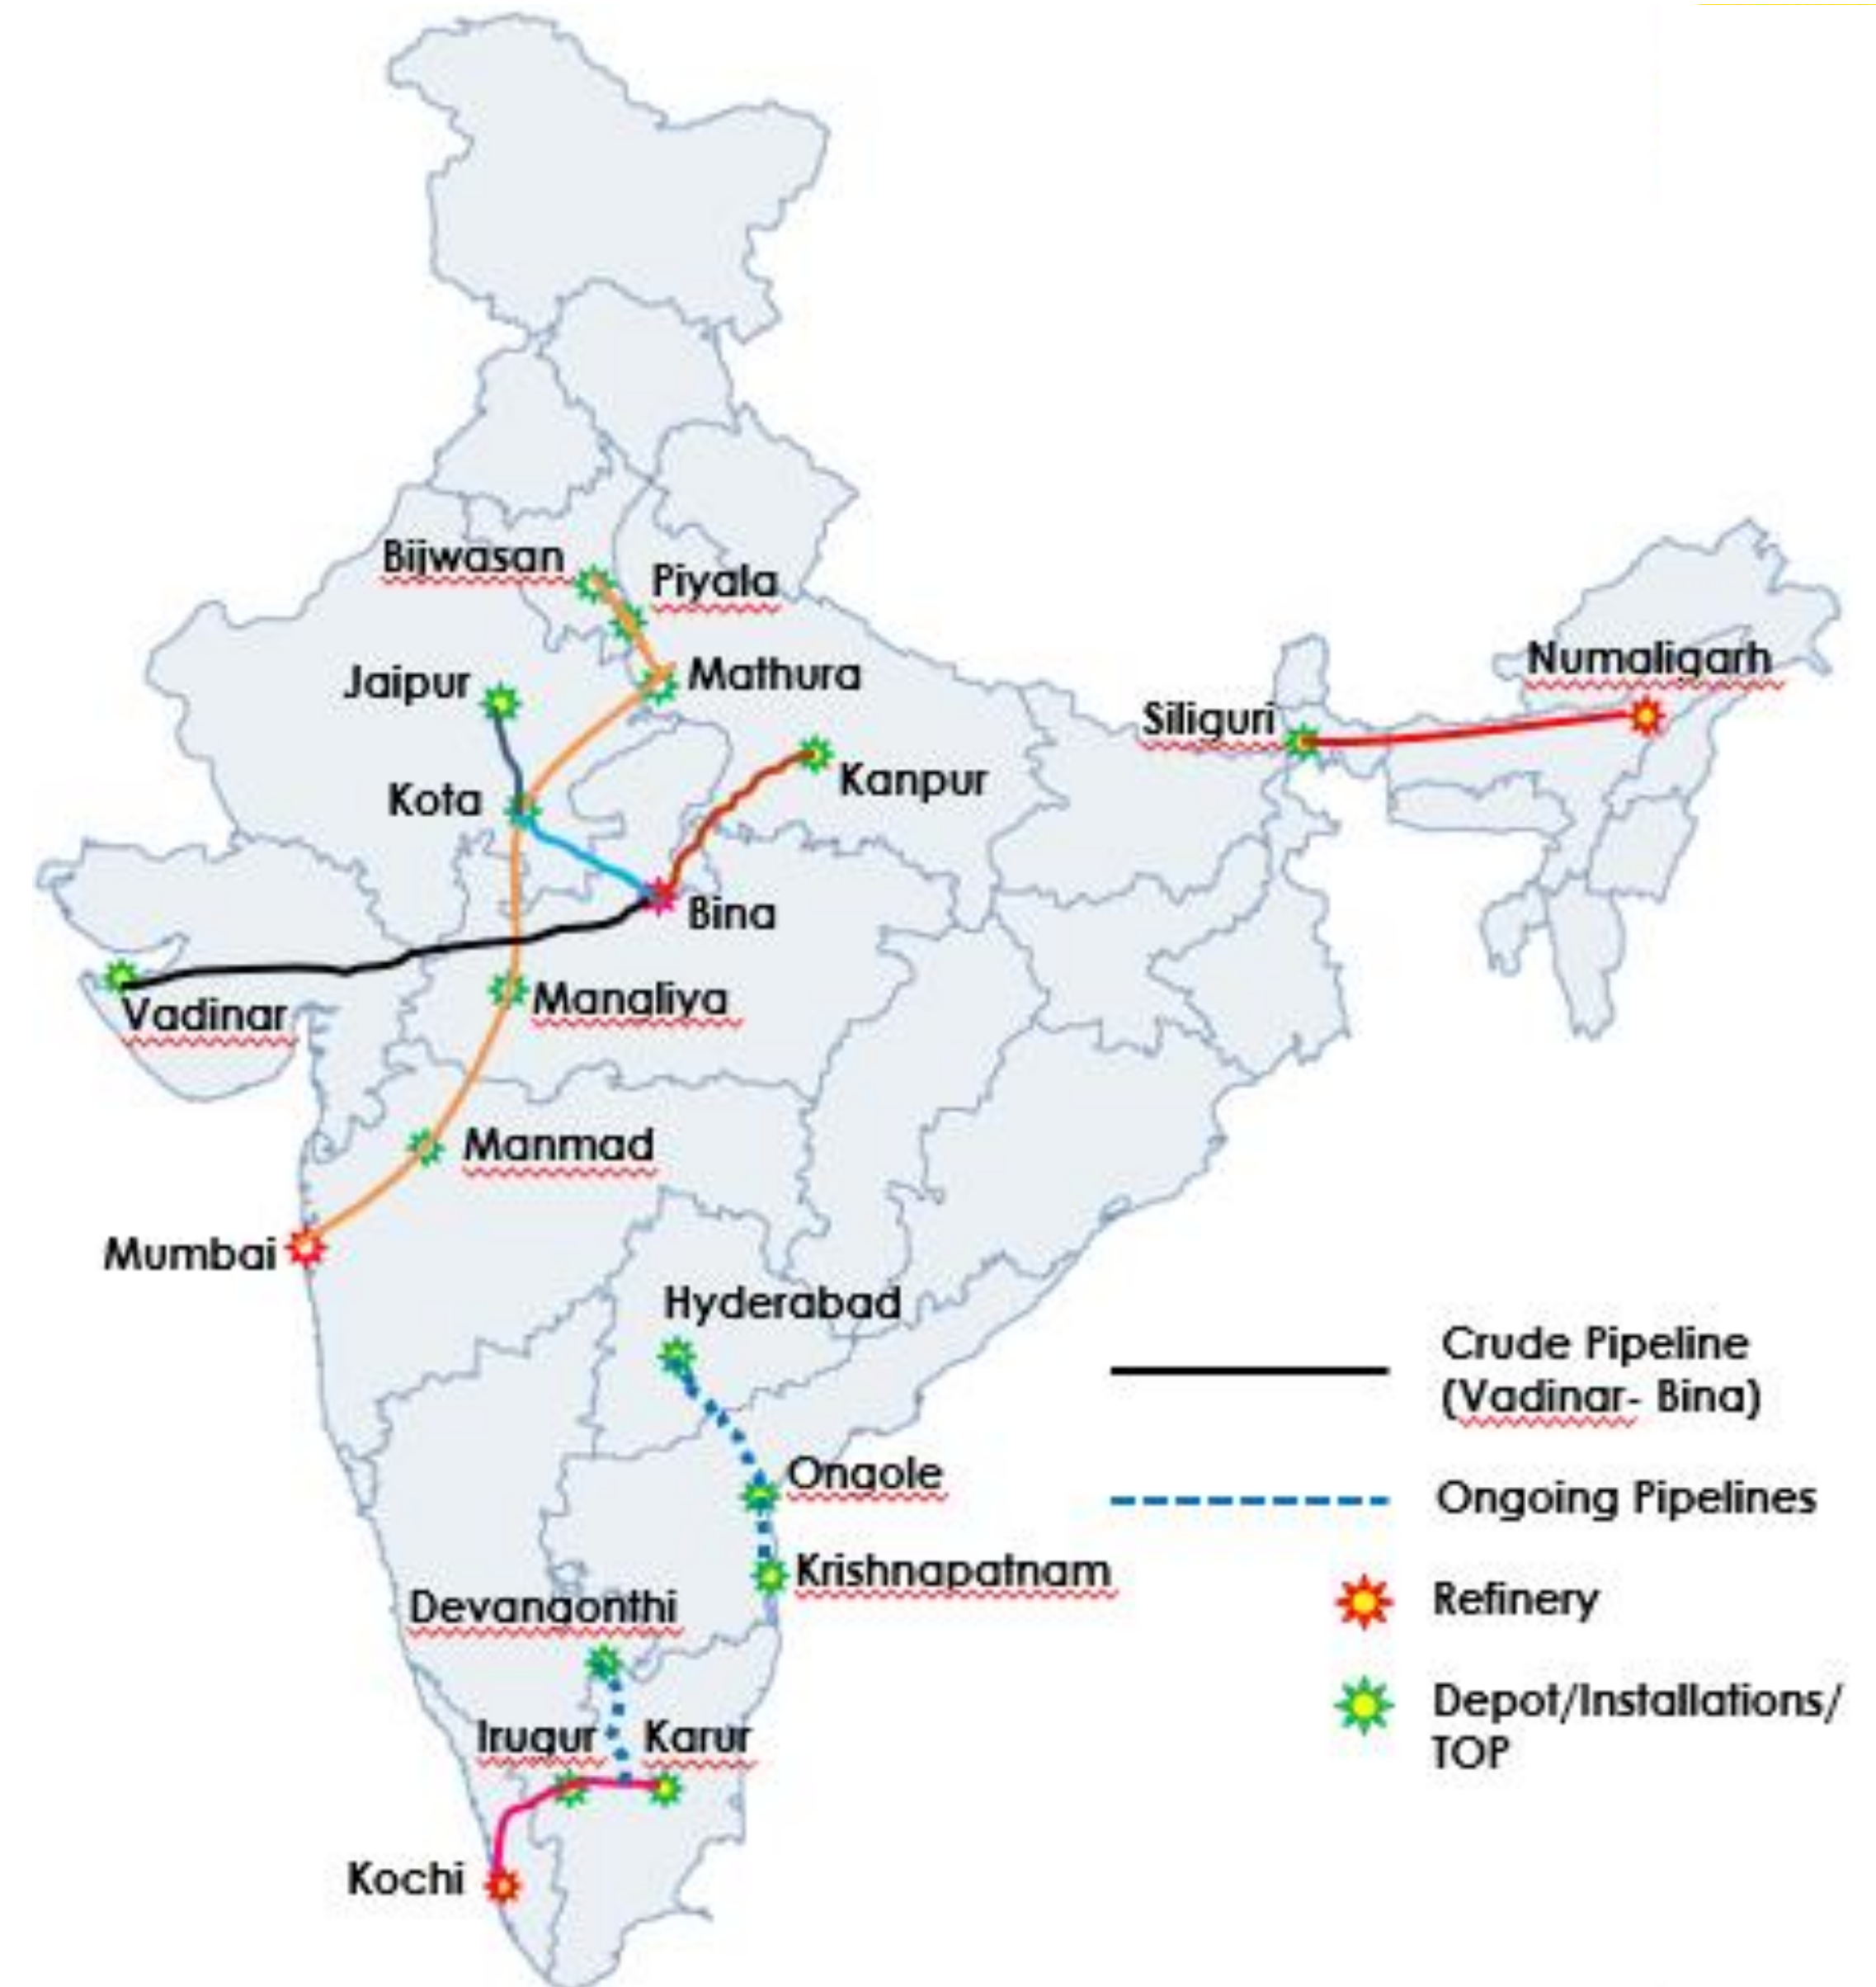 Bijwasan
Piyala
Jaipur
Mathura
Numaligarh
Siliguri
Kota
Kanpur
Bina
Vadinar
Mangliya
Manmad
Mumbai
Hyderabad
Crude Pipeline
(Vadinar- Bina)
Ongole
Ongoing Pipelines
Krishnapatnam
Refinery
Devangonthi
Irugur
Karur
Depot/Installations/
TOP
Kochi